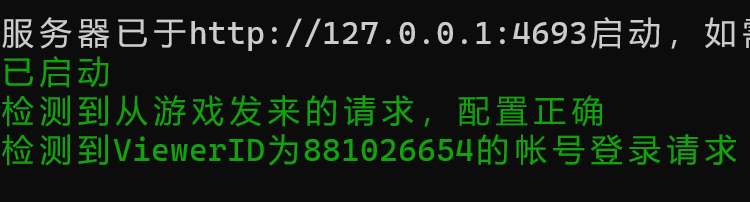 服务器已于http://127.0.0.1:4693启动，如
已启动
检测到从游戏发来的请求，配置正确
检测到ViewerID为881026654的帐号登录请求